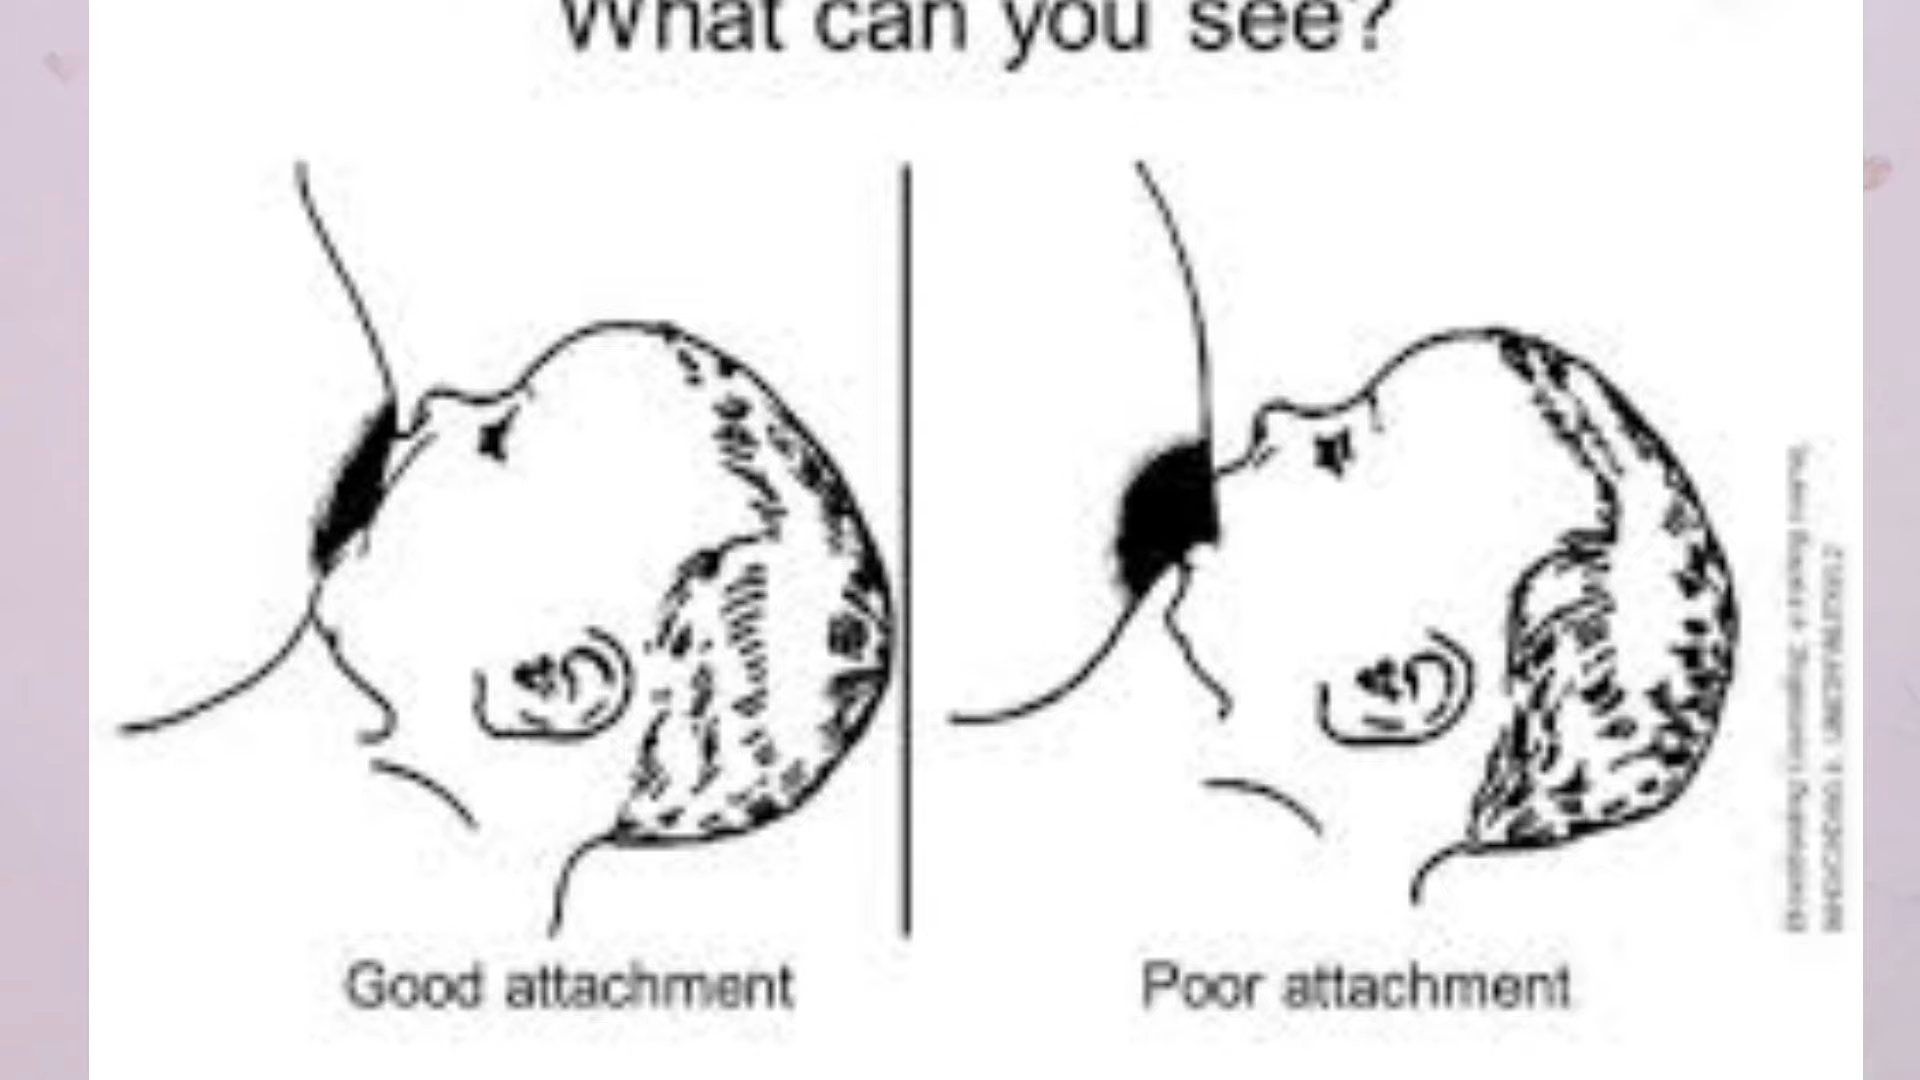 What can you see?
Good attachment
Poor attachment